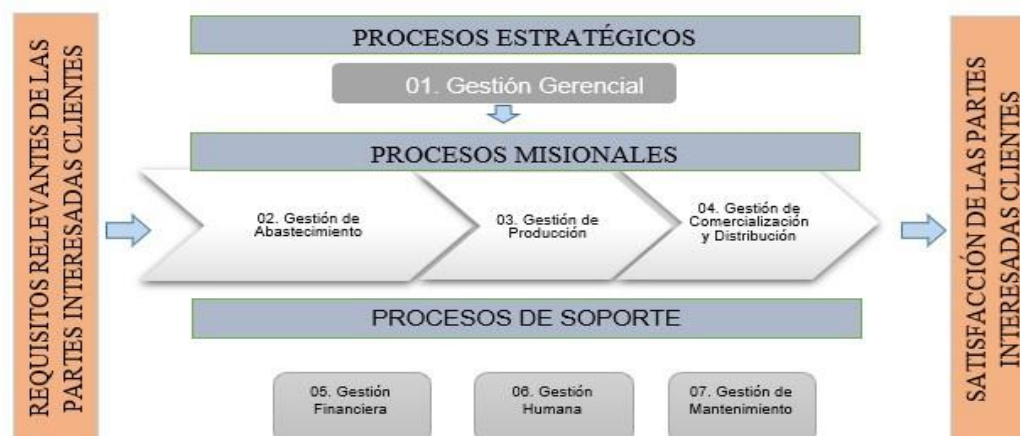 REQUISITOS RELEVANTES DE LAS
PARTES INTERESADAS CLIENTES
PROCESOS ESTRATÉGICOS
01. Gestión Gerencial
PROCESOS MISIONALES
02. Gestión de
Abastecimiento
03. Gestión de
Producción
04. Gestión de
Comercialización
y Distribución
PROCESOS DE SOPORTE
05. Gestión
Financiera
06. Gestión
Humana
07. Gestión de
Mantenimiento
SATISFACCIÓN DE LAS PARTES
INTERESADAS CLIENTES